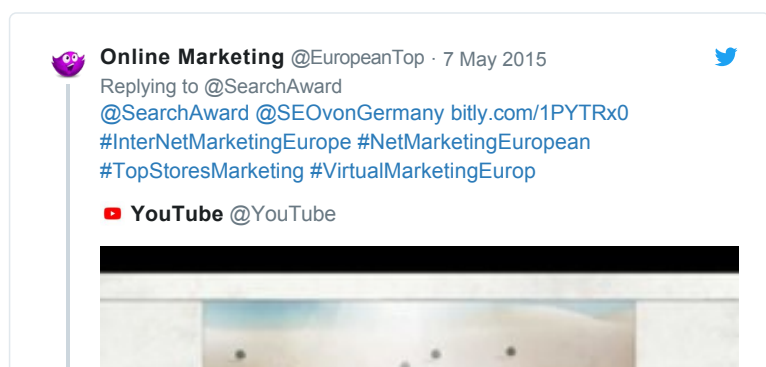 Online Marketing @EuropeanTop · 7 May 2015
Replying to @SearchAward
@SearchAward @SEOvonGermany bitly.com/1PYTRx0
#InterNetMarketingEurope #NetMarketingEuropean
#TopStoresMarketing #VirtualMarketingEurop
YouTube @YouTube